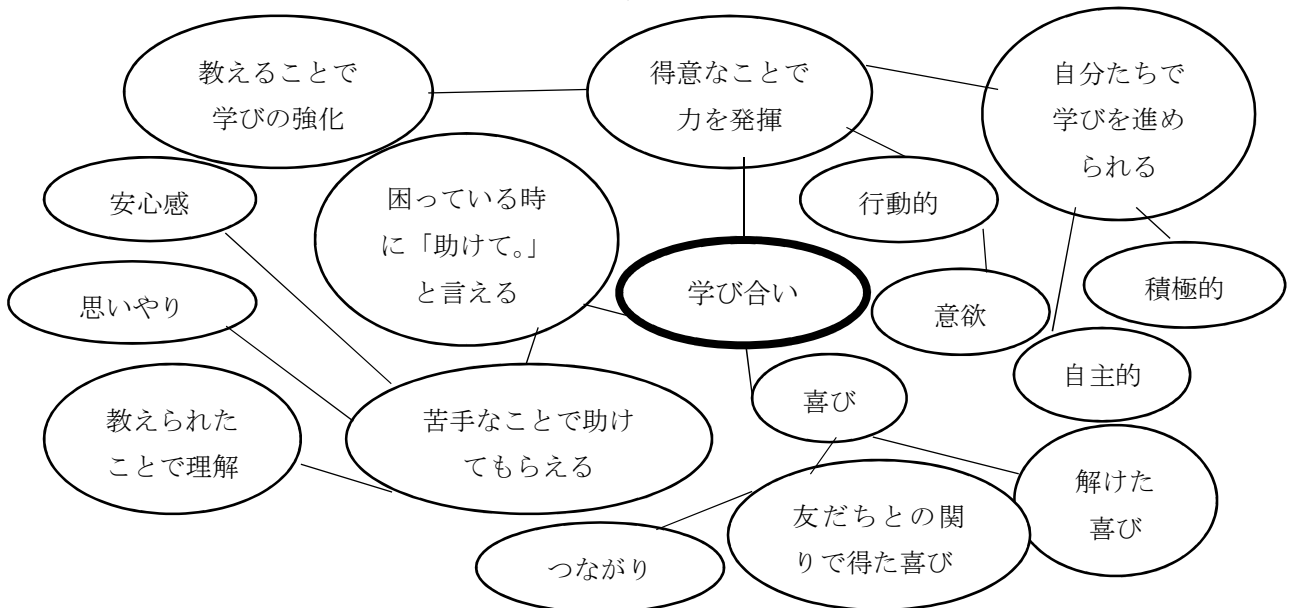 教えることで
学びの強化
得意なことで
力を発揮
自分たちで
学びを進め
られる
安心感
困っている時
に「助けて。」
と言える
行動的
学び合い
思いやり
意欲
積極的
自主的
喜び
教えられた
ことで理解
苦手なことで助け
てもらえる
解けた
喜び
友だちとの関
りで得た喜び
つながり